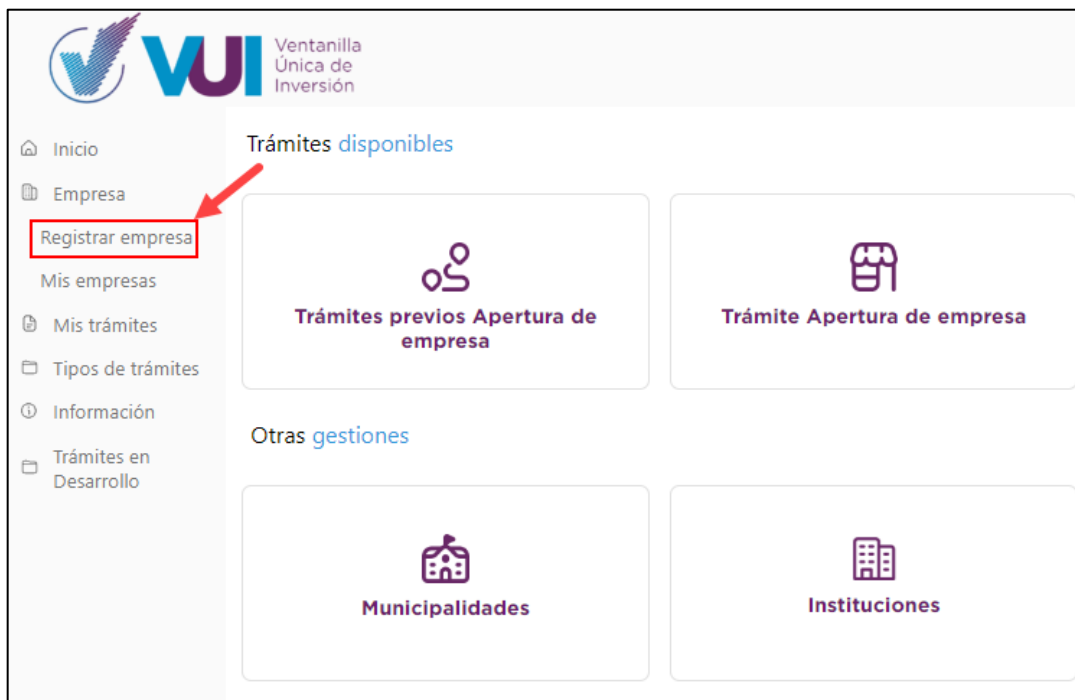 VUI
Ventanilla
Única de
Inversión
Inicio
Empresa
Registrar empresa
Mis empresas
Mis trámites
Tipos de trámites
Información
Trámites en
Desarrollo
Trámites disponibles
Trámites previos Apertura de
empresa
Trámite Apertura de empresa
Otras gestiones
Municipalidades
Instituciones